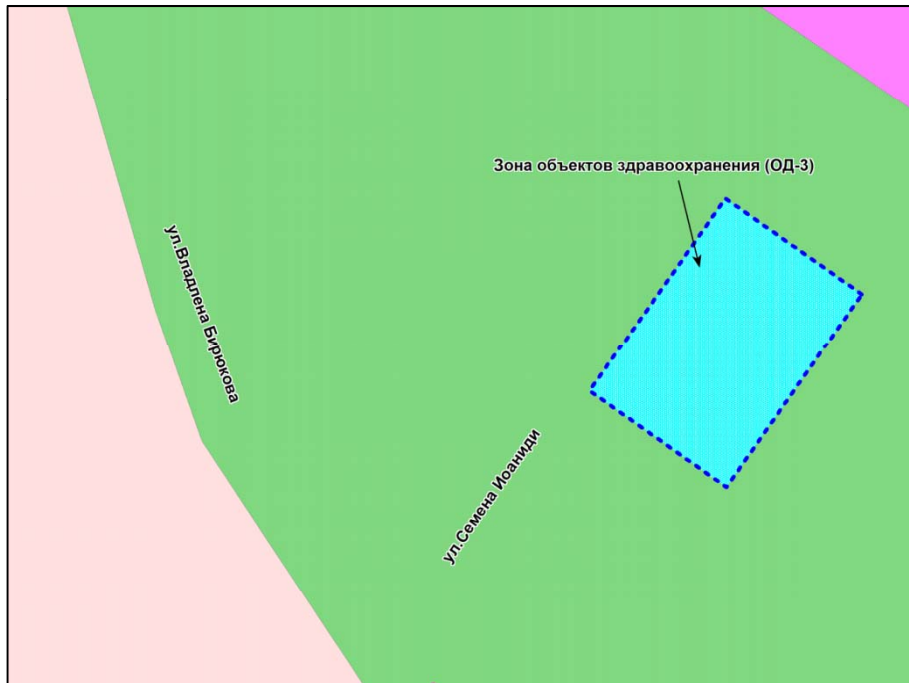 Зона объектов здравоохранения (ОД-3)
ул.Владлена Бирюкова
ул.Семена Иоаниди